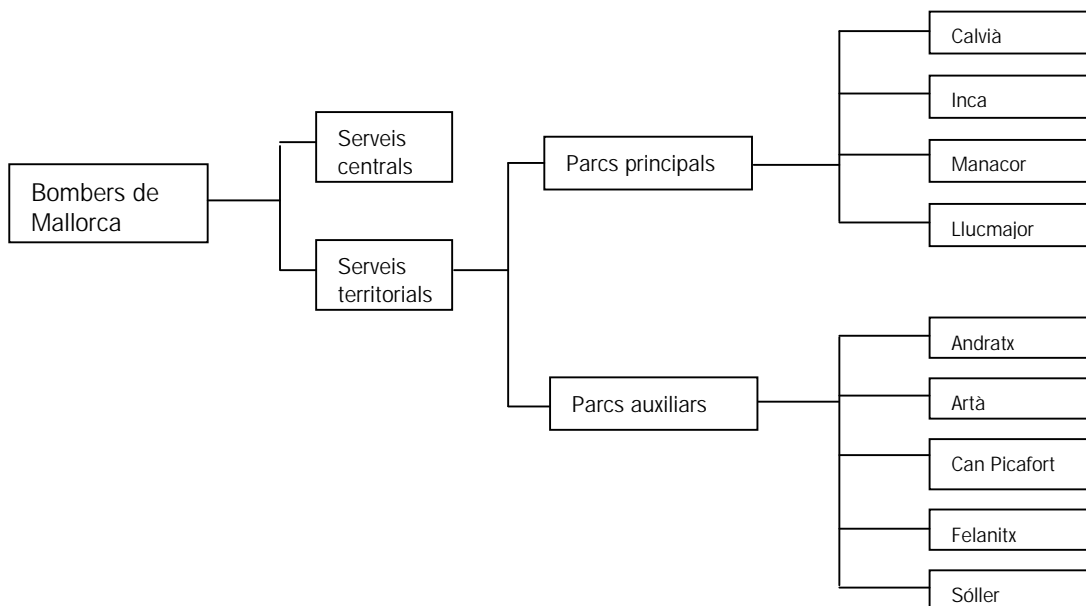 Bombers de
Mallorca
Serveis
centrals
Serveis
territorials
Parcs principals
Parcs auxiliars
Calvià
Inca
Manacor
Llucmajor
Andratx
Artà
Can Picafort
Felanitx
Sóller